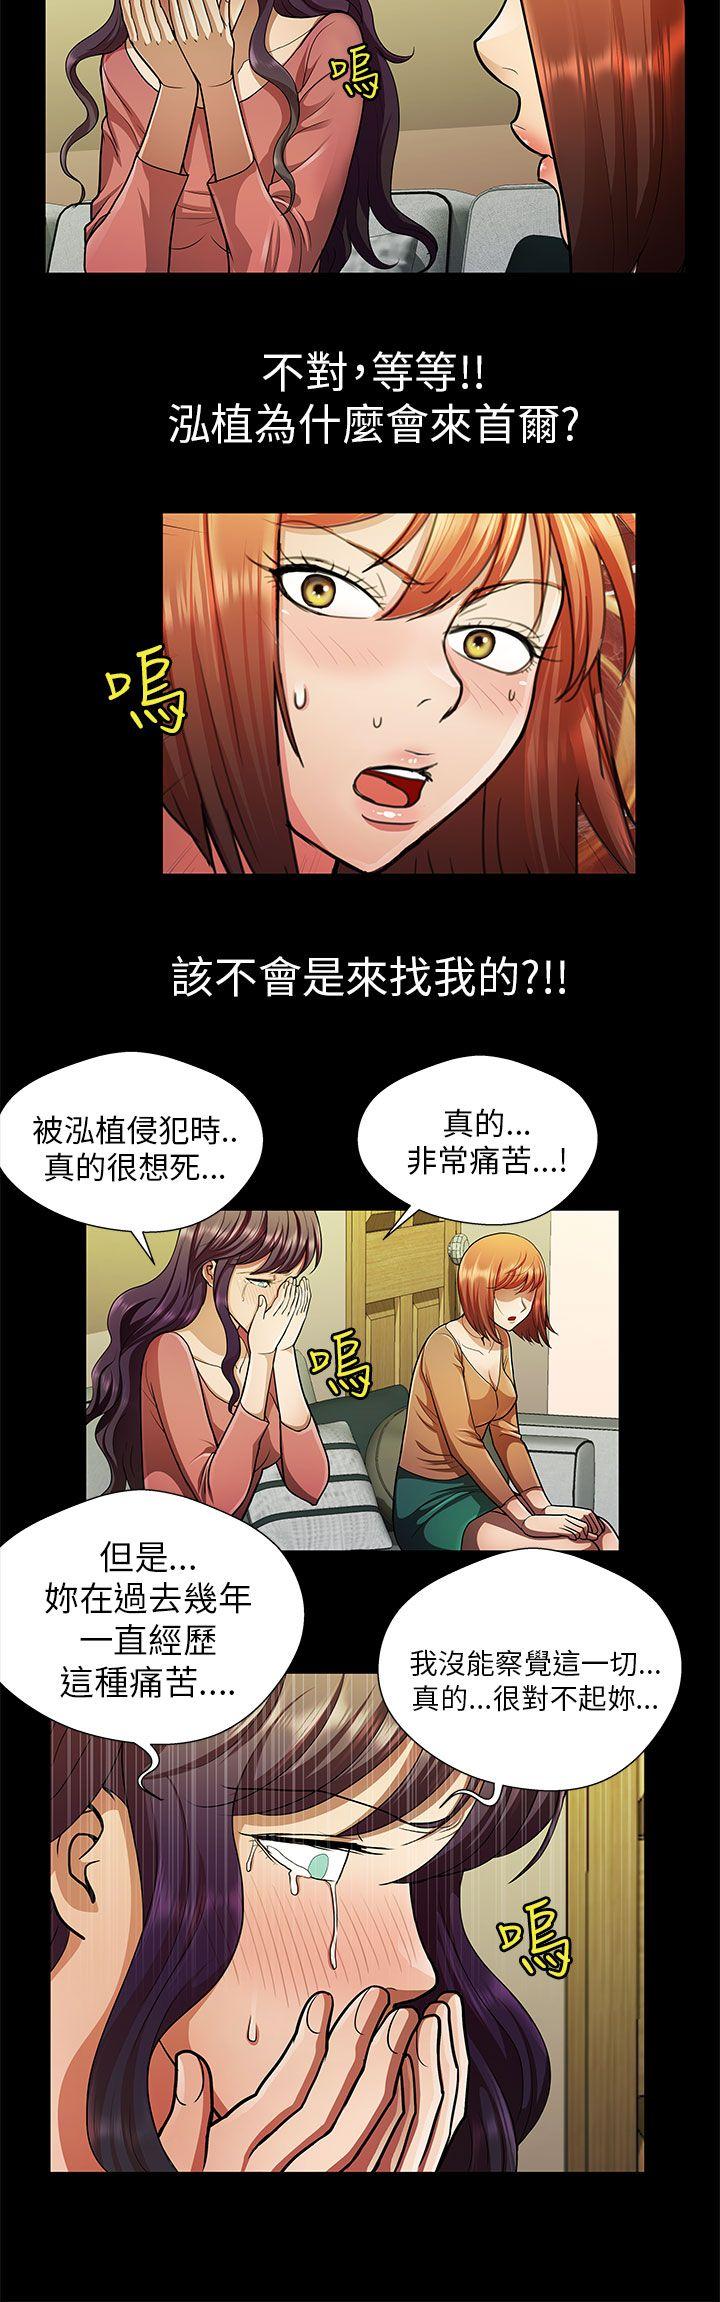 嗚
不對，等等!!
泓植為什麼會來首爾?
嗚
該不會是來找我的?!!
被泓植侵犯時..
真的很想死...
真的...
非常痛苦...!
嗚
但是...
妳在過去幾年
一直經歷
這種痛苦....
我沒能察覺這一切...
真的...很對不起妳...
嗚